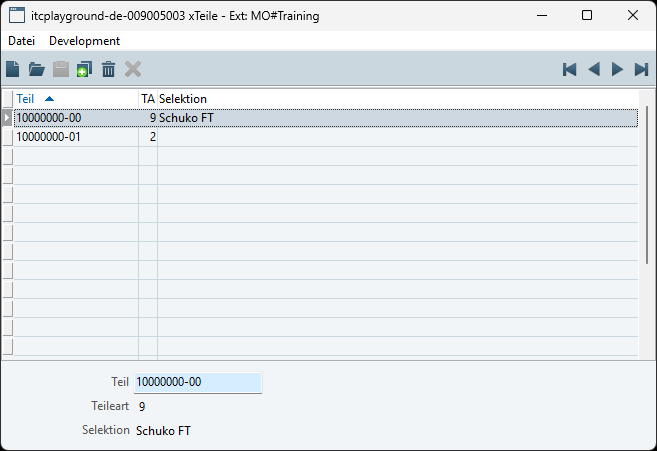 itcplayground-de-009005003 xTeile - Ext: MO#Training
Datei Development
Teil TA Selektion
10000000-00 9 Schuko FT
10000000-01 2
Teil 10000000-00
Teileart 9
Selektion Schuko FT